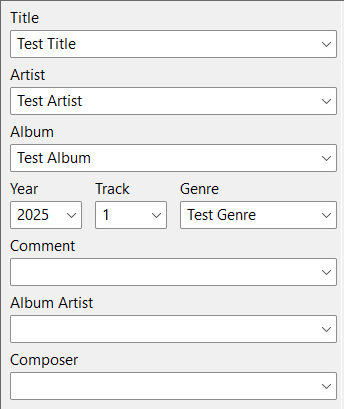 Title
Test Title
Artist
Test Artist
Album
Test Album
Year Track Genre
2025 1 Test Genre
Comment
Album Artist
Composer